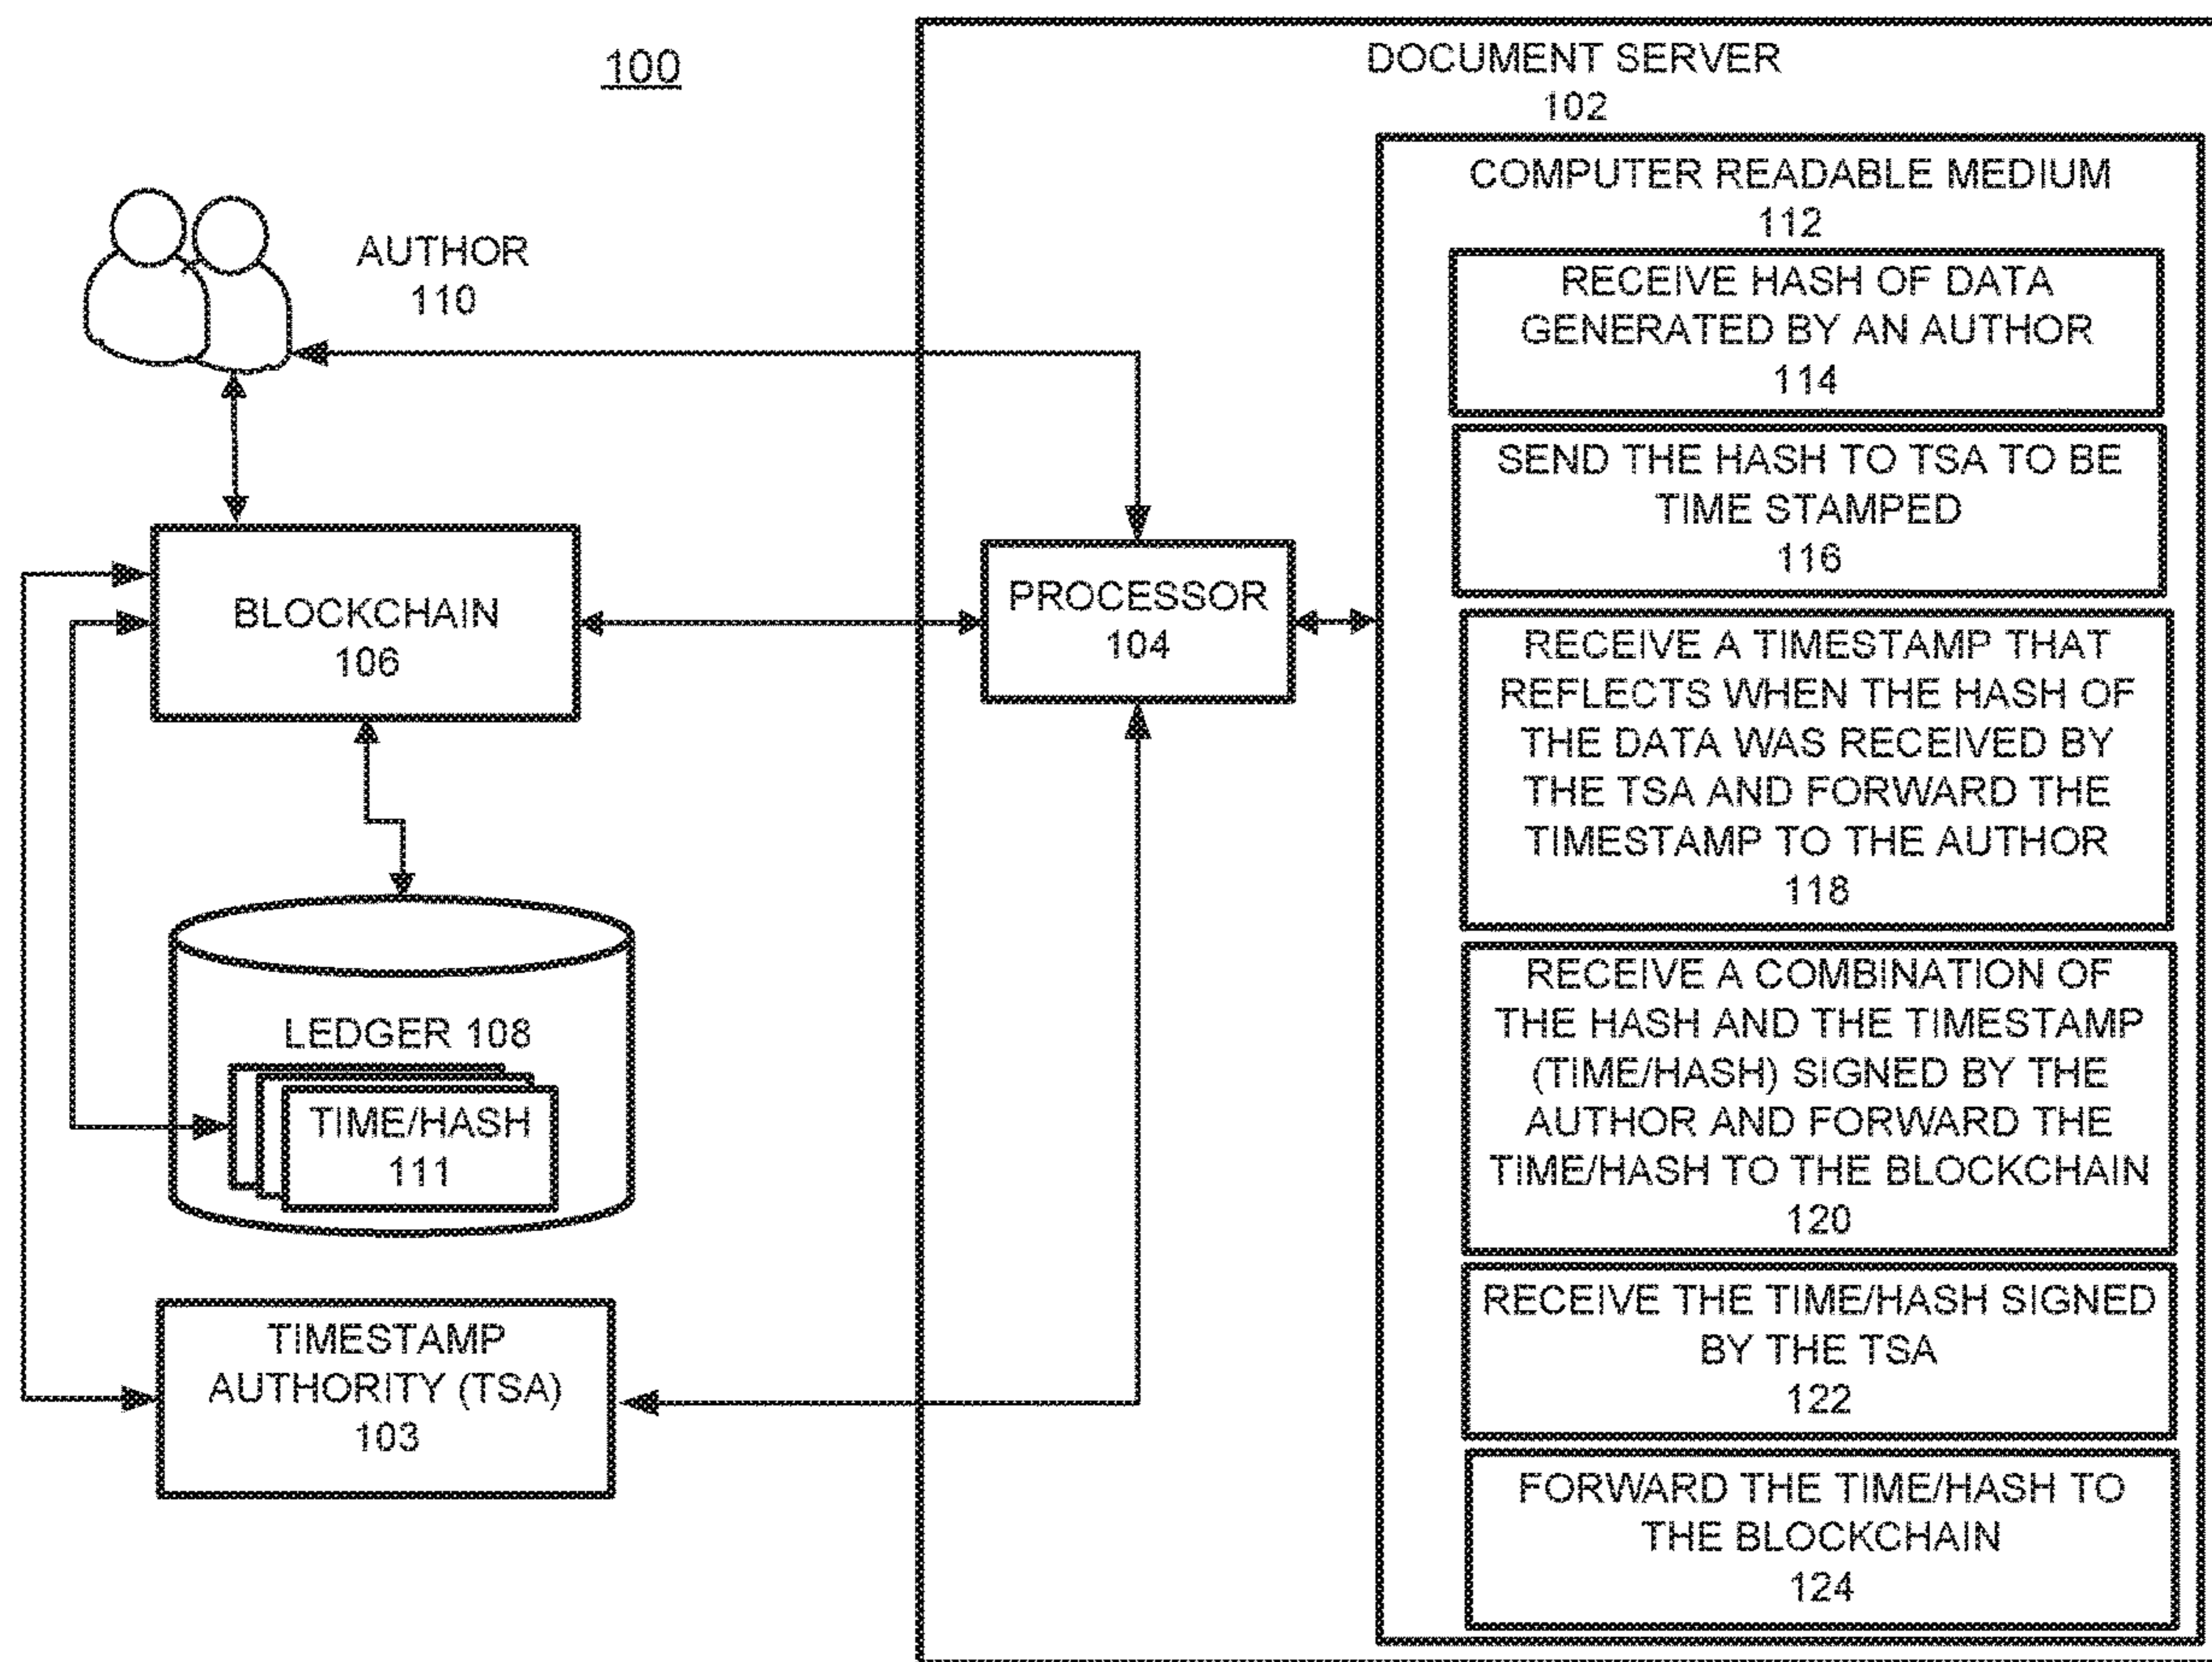 100
DOCUMENT SERVER
102
COMPUTER READABLE MEDIUM
112
AUTHOR
110
RECEIVE HASH OF DATA
GENERATED BY AN AUTHOR
114
SEND THE HASH TO TSA TO BE
TIME STAMPED
116
BLOCKCHAIN
106
PROCESSOR
104
RECEIVE A TIMESTAMP THAT
REFLECTS WHEN THE HASH OF
THE DATA WAS RECEIVED BY
THE TSA AND FORWARD THE
TIMESTAMP TO THE AUTHOR
118
LEDGER 108
TIME/HASH
111
RECEIVE A COMBINATION OF
THE HASH AND THE TIMESTAMP
(TIME/HASH) SIGNED BY THE
AUTHOR AND FORWARD THE
TIME/HASH TO THE BLOCKCHAIN
120
TIMESTAMP
AUTHORITY (TSA)
103
RECEIVE THE TIME/HASH SIGNED
BY THE TSA
122
FORWARD THE TIME/HASH TO
THE BLOCKCHAIN
124